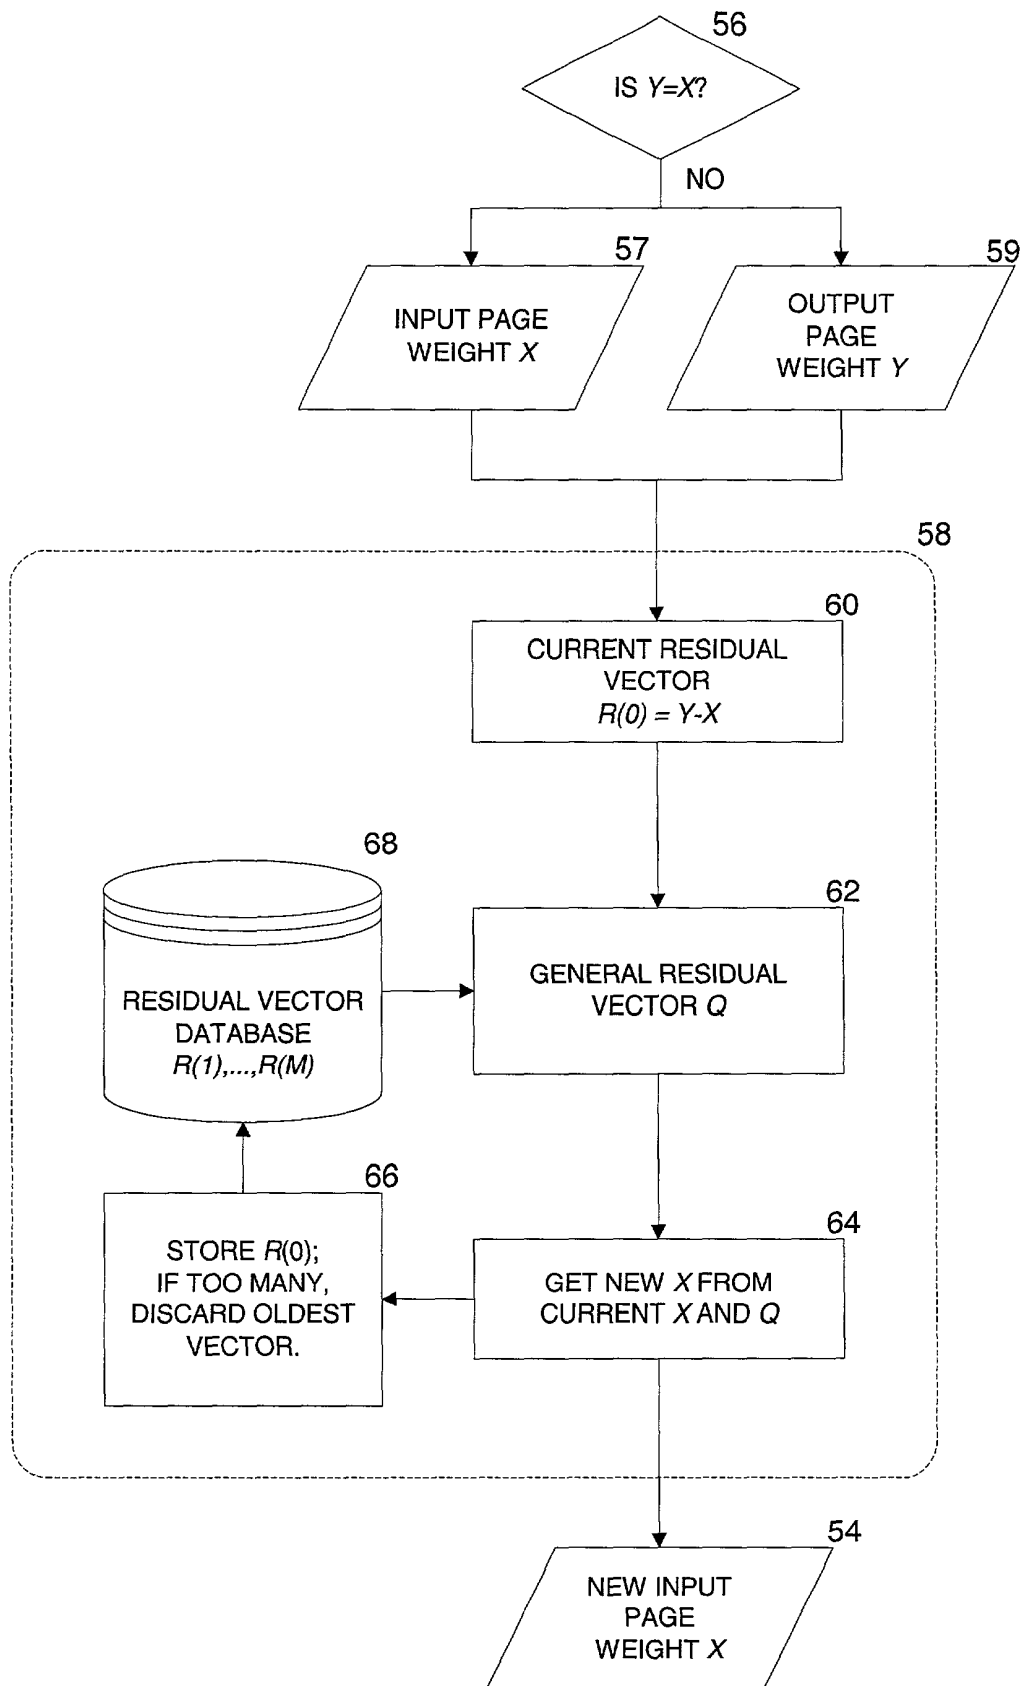 56
IS Y=X?
NO
57
INPUT PAGE
WEIGHT X
59
OUTPUT
PAGE
WEIGHT Y
58
60
CURRENT RESIDUAL
VECTOR
R(0) = Y-X
68
RESIDUAL VECTOR
DATABASE
R(1),...,R(M)
62
GENERAL RESIDUAL
VECTOR Q
66
STORE R(0);
IF TOO MANY,
DISCARD OLDEST
VECTOR.
64
GET NEW X FROM
CURRENT X AND Q
54
NEW INPUT
PAGE
WEIGHT X